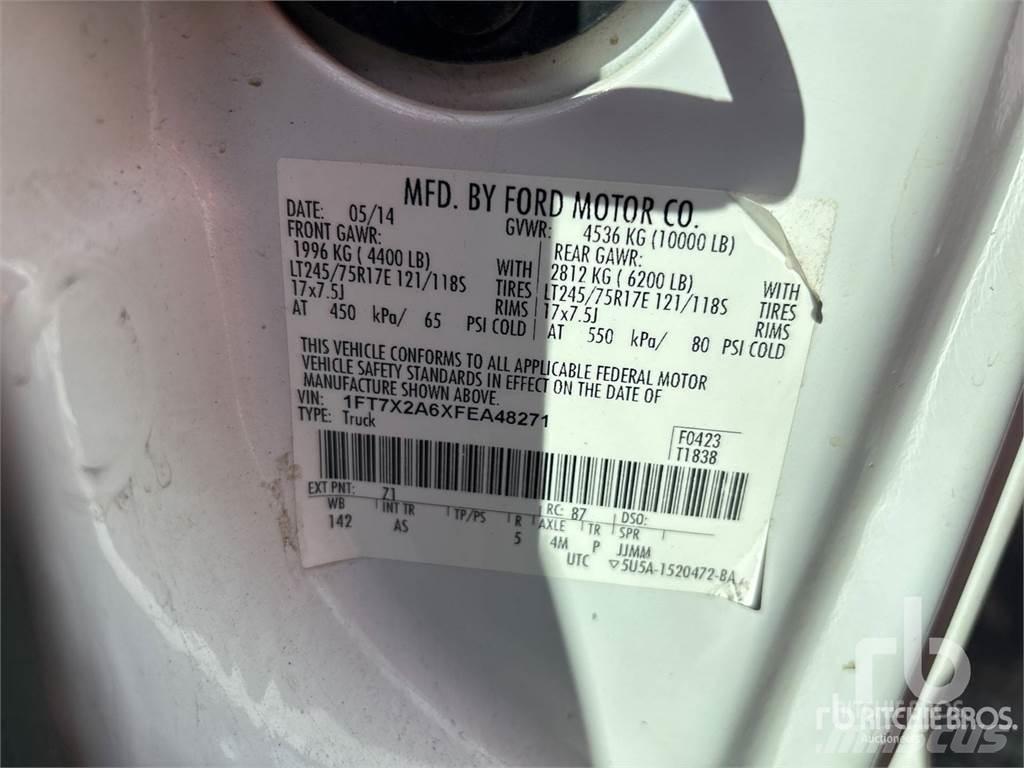 MFD. BY FORD MOTOR CO.
DATE: 05/14 GVWR: 4536 KG (10000 LB)
FRONT GAWR: REAR GAWR:
1996 KG ( 4400 LB) WITH 2812 KG ( 6200 LB) WITH
LT245/75R17E 121/118S TIRES LT245/75R17E 121/118S TIRES
17x7.5J RIMS 17x7.5J RIMS
AT 450 kPa/ 65 PSI COLD AT 550 kPa/ 80 PSI COLD
THIS VEHICLE CONFORMS TO ALL APPLICABLE FEDERAL MOTOR
VEHICLE SAFETY STANDARDS IN EFFECT ON THE DATE OF
MANUFACTURE SHOWN ABOVE.
VIN: 1FT7X2A6XFEA48271
TYPE: Truck
F0423
T1838
EXT PNT: Z1 RC: 87 DSO:
WB INT TR TP/PS R AXLE TR SPR
142 AS 5 4M P JJMM
UTC ▽5U5A-1520472-BA
rb
rb RITCHIE BROS.
Auctioneers
mascus